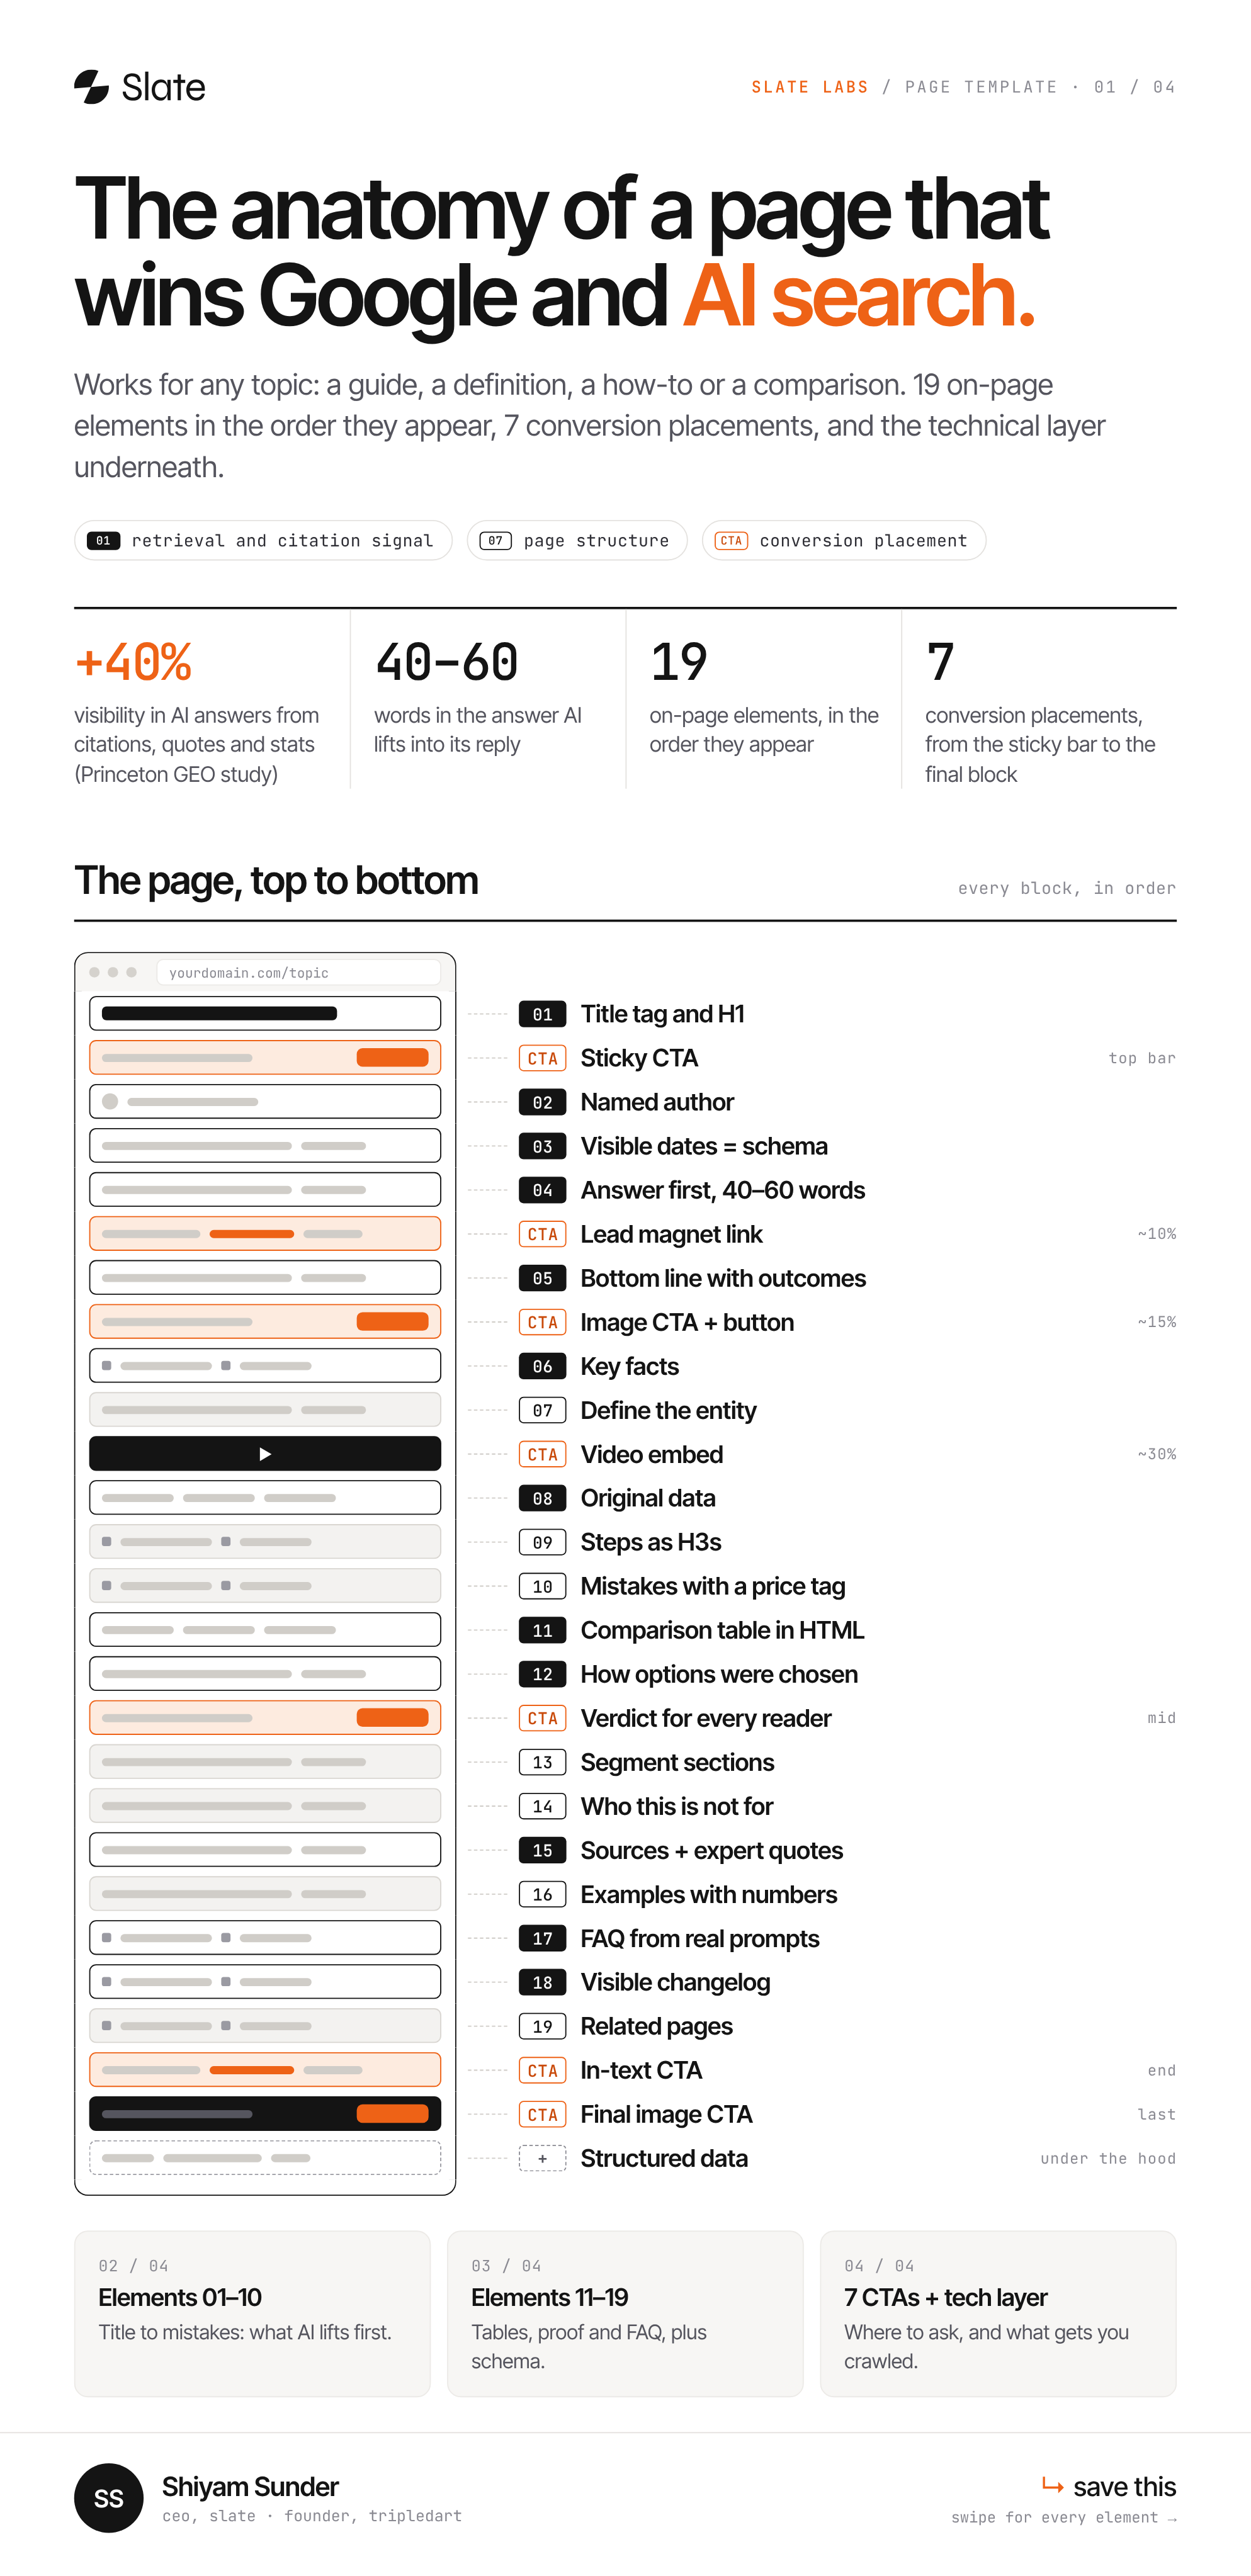 Slate
SLATE LABS / PAGE TEMPLATE · 01 / 04
The anatomy of a page that
wins Google and AI search.
Works for any topic: a guide, a definition, a how-to or a comparison. 19 on-page
elements in the order they appear, 7 conversion placements, and the technical layer
underneath.
01 retrieval and citation signal
07 page structure
CTA conversion placement
+40%
visibility in AI answers from
citations, quotes and stats
(Princeton GEO study)
40–60
words in the answer AI
lifts into its reply
19
on-page elements, in the
order they appear
7
conversion placements,
from the sticky bar to the
final block
The page, top to bottom
every block, in order
yourdomain.com/topic
01 Title tag and H1
CTA Sticky CTA top bar
02 Named author
03 Visible dates = schema
04 Answer first, 40–60 words
CTA Lead magnet link ~10%
05 Bottom line with outcomes
CTA Image CTA + button ~15%
06 Key facts
07 Define the entity
CTA Video embed ~30%
08 Original data
09 Steps as H3s
10 Mistakes with a price tag
11 Comparison table in HTML
12 How options were chosen
CTA Verdict for every reader mid
13 Segment sections
14 Who this is not for
15 Sources + expert quotes
16 Examples with numbers
17 FAQ from real prompts
18 Visible changelog
19 Related pages
CTA In-text CTA end
CTA Final image CTA last
+ Structured data under the hood
02 / 04
Elements 01–10
Title to mistakes: what AI lifts first.
03 / 04
Elements 11–19
Tables, proof and FAQ, plus
schema.
04 / 04
7 CTAs + tech layer
Where to ask, and what gets you
crawled.
SS
Shiyam Sunder
ceo, slate · founder, tripledart
↳ save this
swipe for every element →